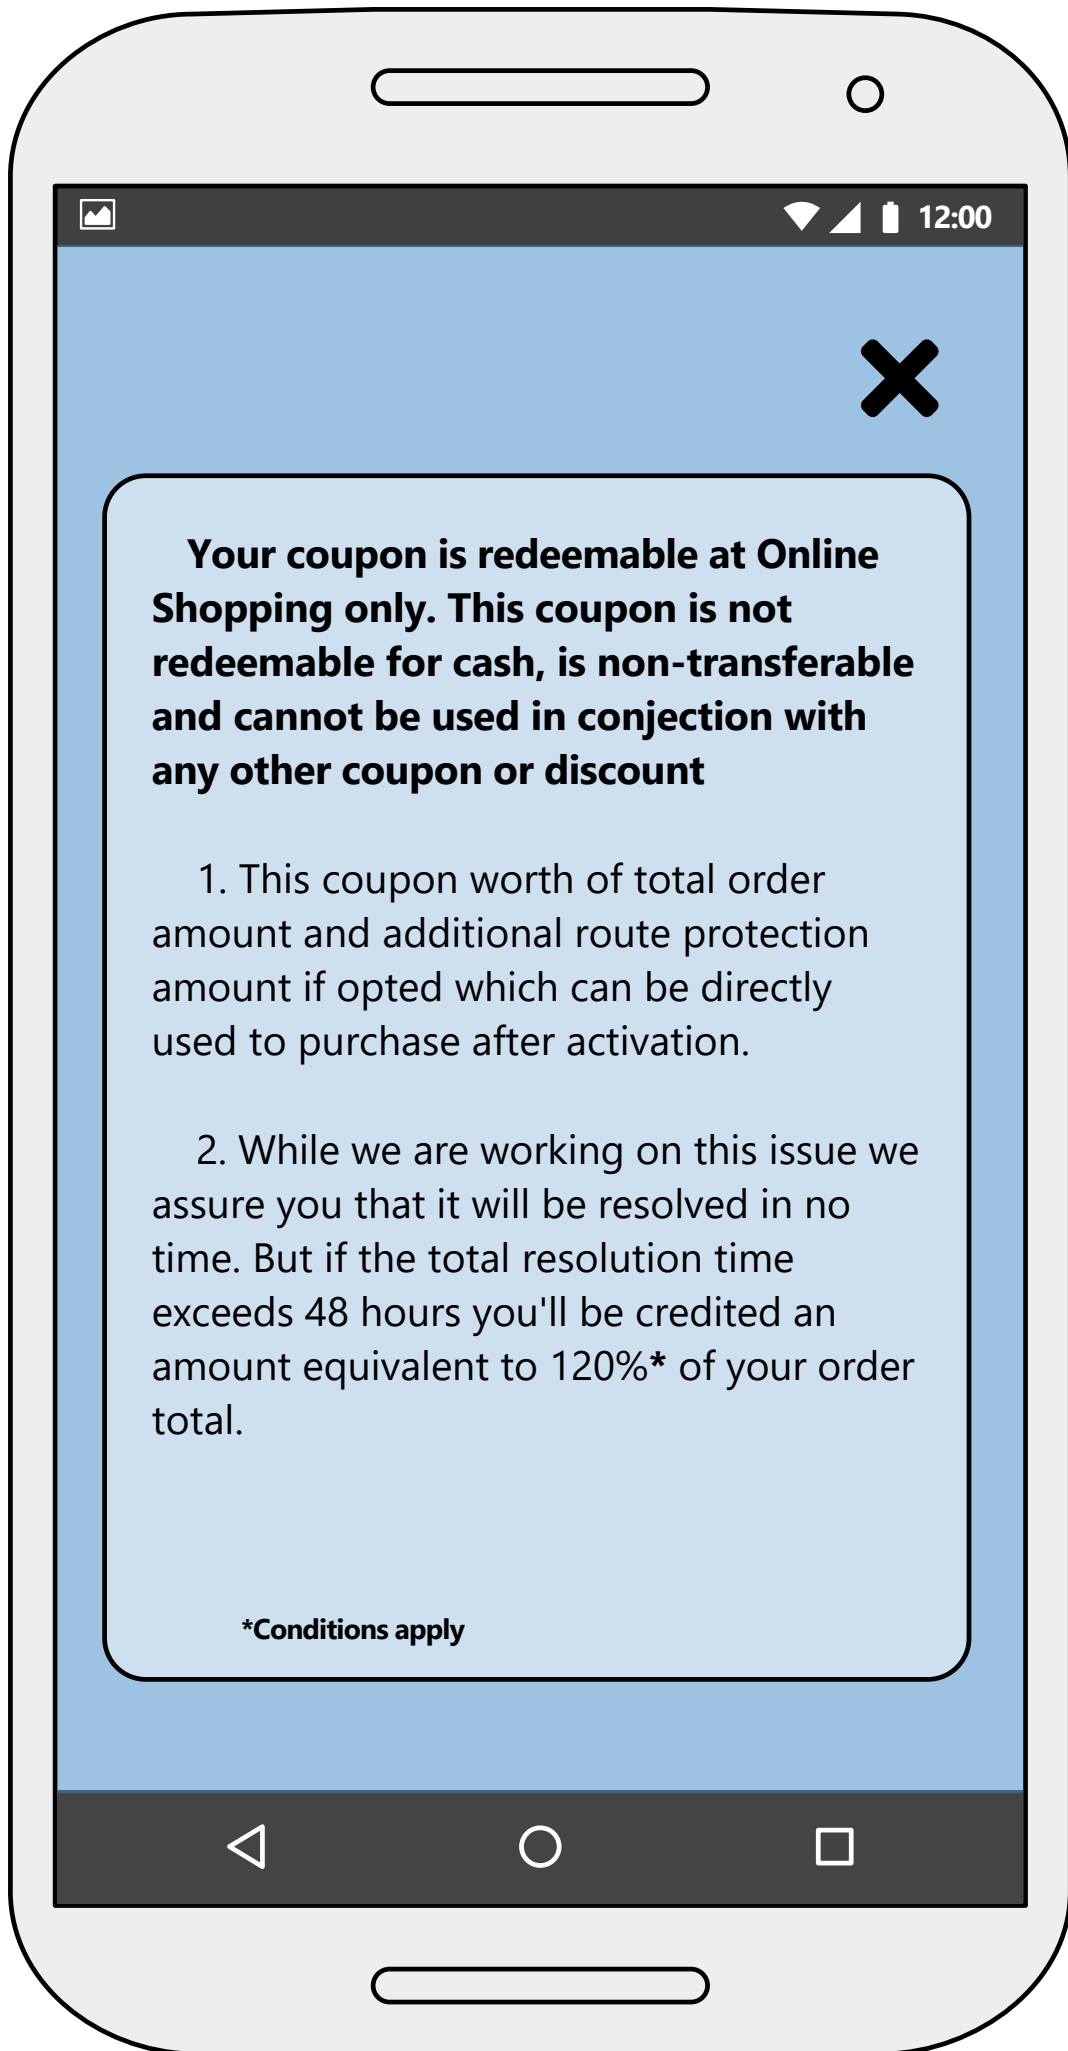 12:00
Your coupon is redeemable at Online
Shopping only. This coupon is not
redeemable for cash, is non-transferable
and cannot be used in conjection with
any other coupon or discount
1. This coupon worth of total order
amount and additional route protection
amount if opted which can be directly
used to purchase after activation.
2. While we are working on this issue we
assure you that it will be resolved in no
time. But if the total resolution time
exceeds 48 hours you'll be credited an
amount equivalent to 120%* of your order
total.
*Conditions apply